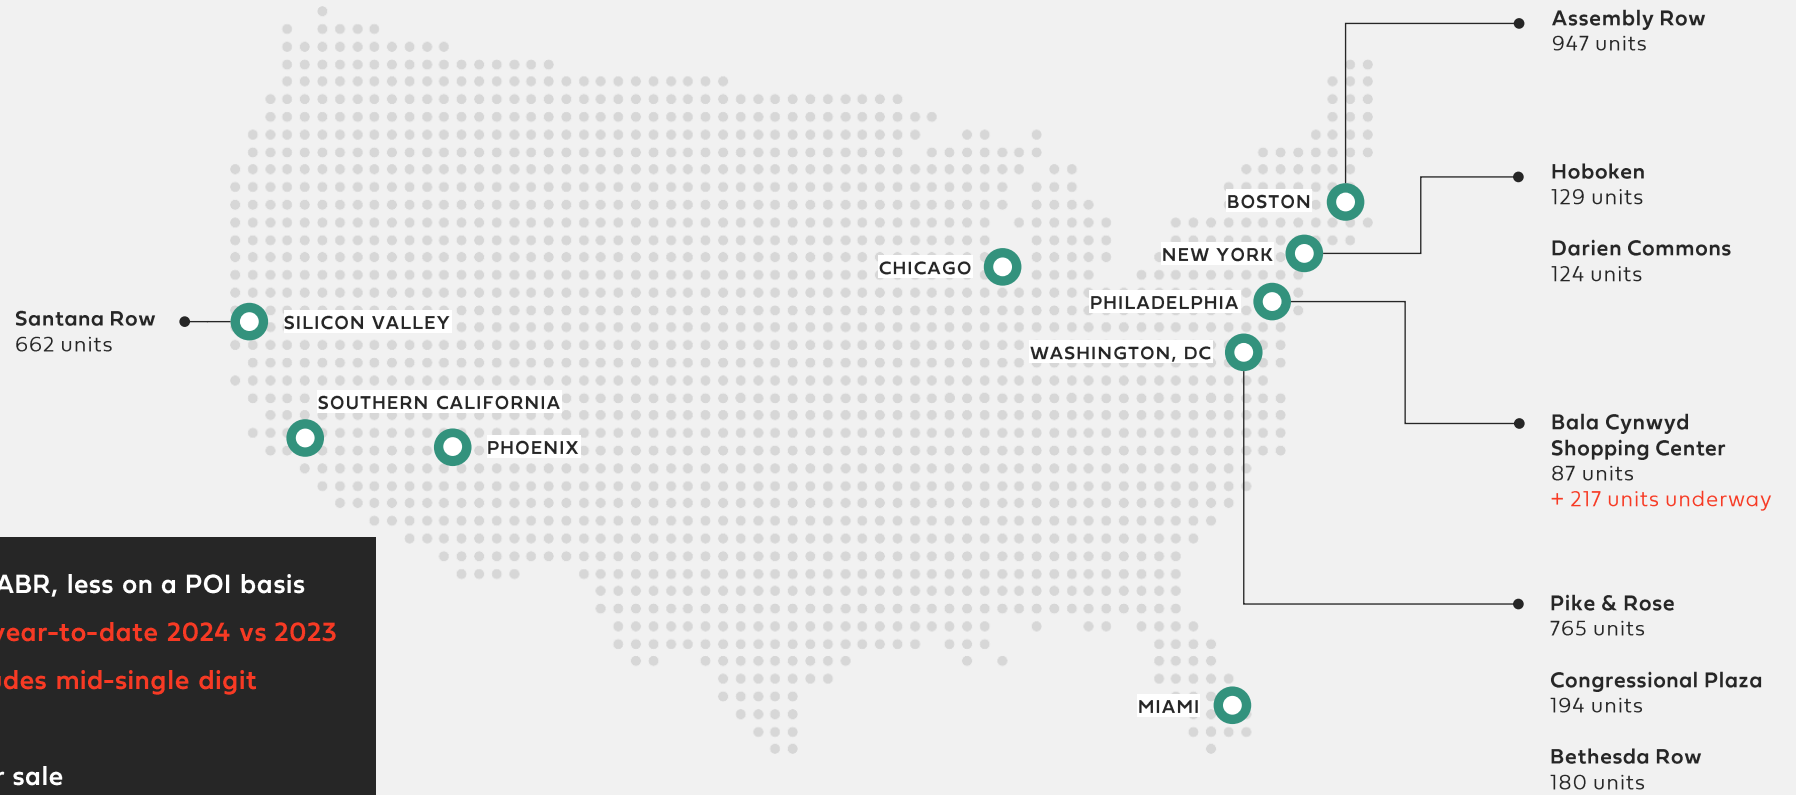 Assembly Row
947 units
Hoboken
129 units
Darien Commons
124 units
BOSTON
NEW YORK
CHICAGO
PHILADELPHIA
Santana Row
662 units
SILICON VALLEY
WASHINGTON, DC
SOUTHERN CALIFORNIA
PHOENIX
Bala Cynwyd
Shopping Center
87 units
+ 217 units underway
ABR, less on a POI basis
year-to-date 2024 vs 2023
mid-single digit
sale
MIAMI
Pike & Rose
765 units
Congressional Plaza
194 units
Bethesda Row
180 units